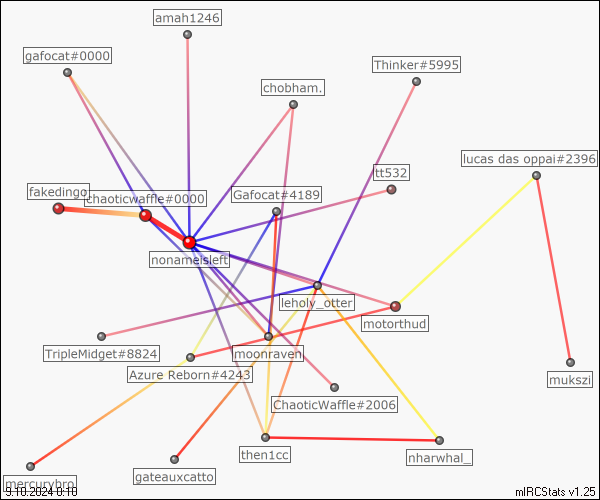 amah1246
gafocat#0000
Thinker#5995
chobham.
lucas das oppai#2396
tt532
fakedingo
chaoticwaffle#0000
Gafocat#4189
nonameisleft
leholy_otter
motorthud
TripleMidget#8824
moonraven
Azure Reborn#4243
mukszi
ChaoticWaffle#2006
then1cc
nharwhal_
mercurybro
gateauxcatto
9.10.2024 0:10
mIRCStats v1.25